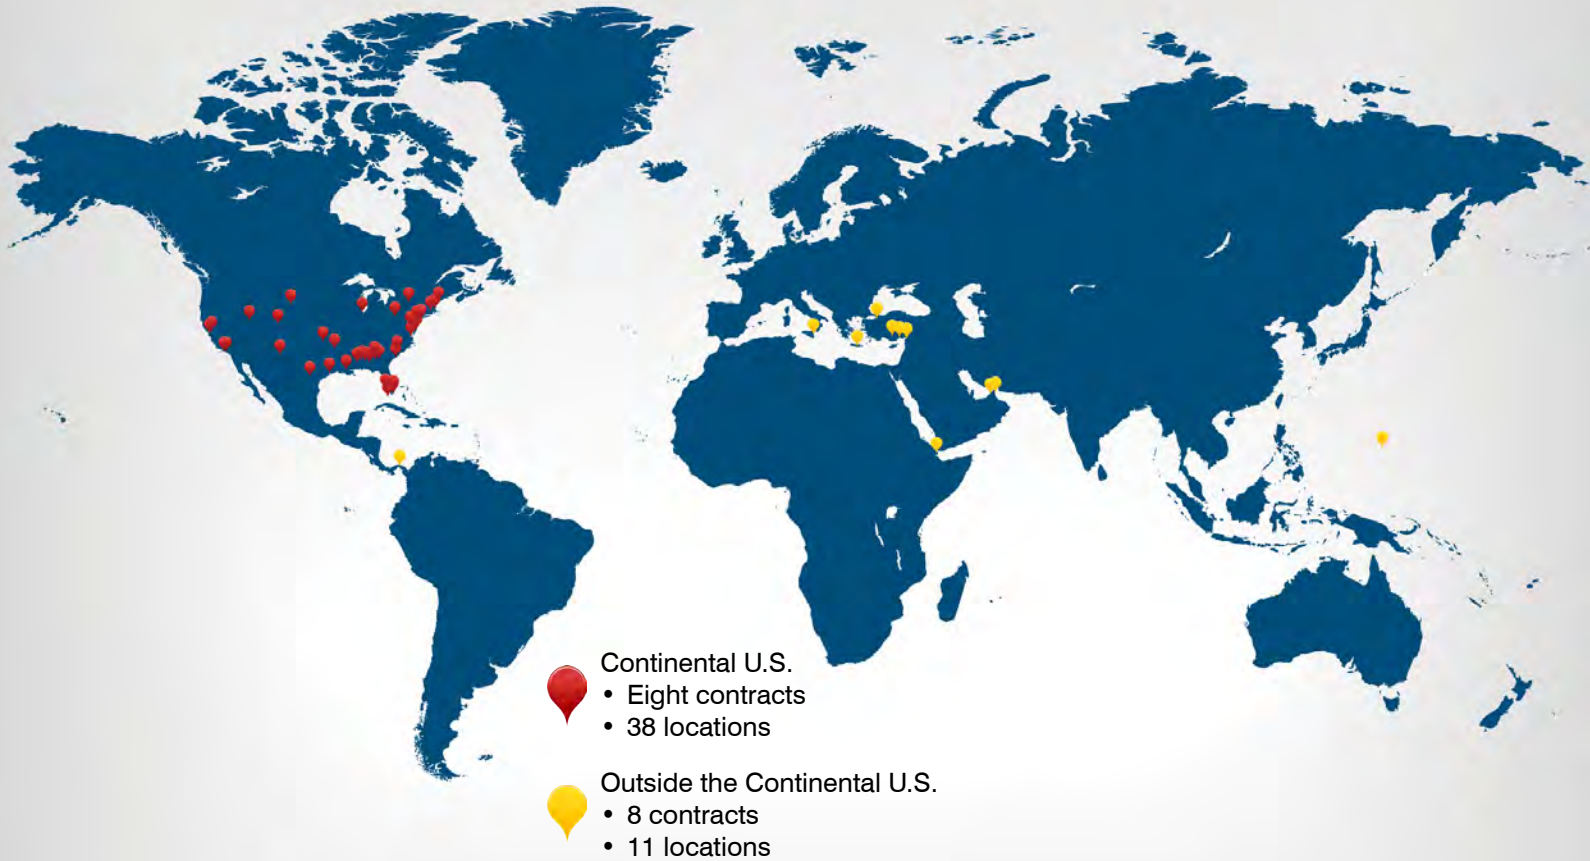 Continental U.S.
• Eight contracts
• 38 locations
Outside the Continental U.S.
• 8 contracts
• 11 locations